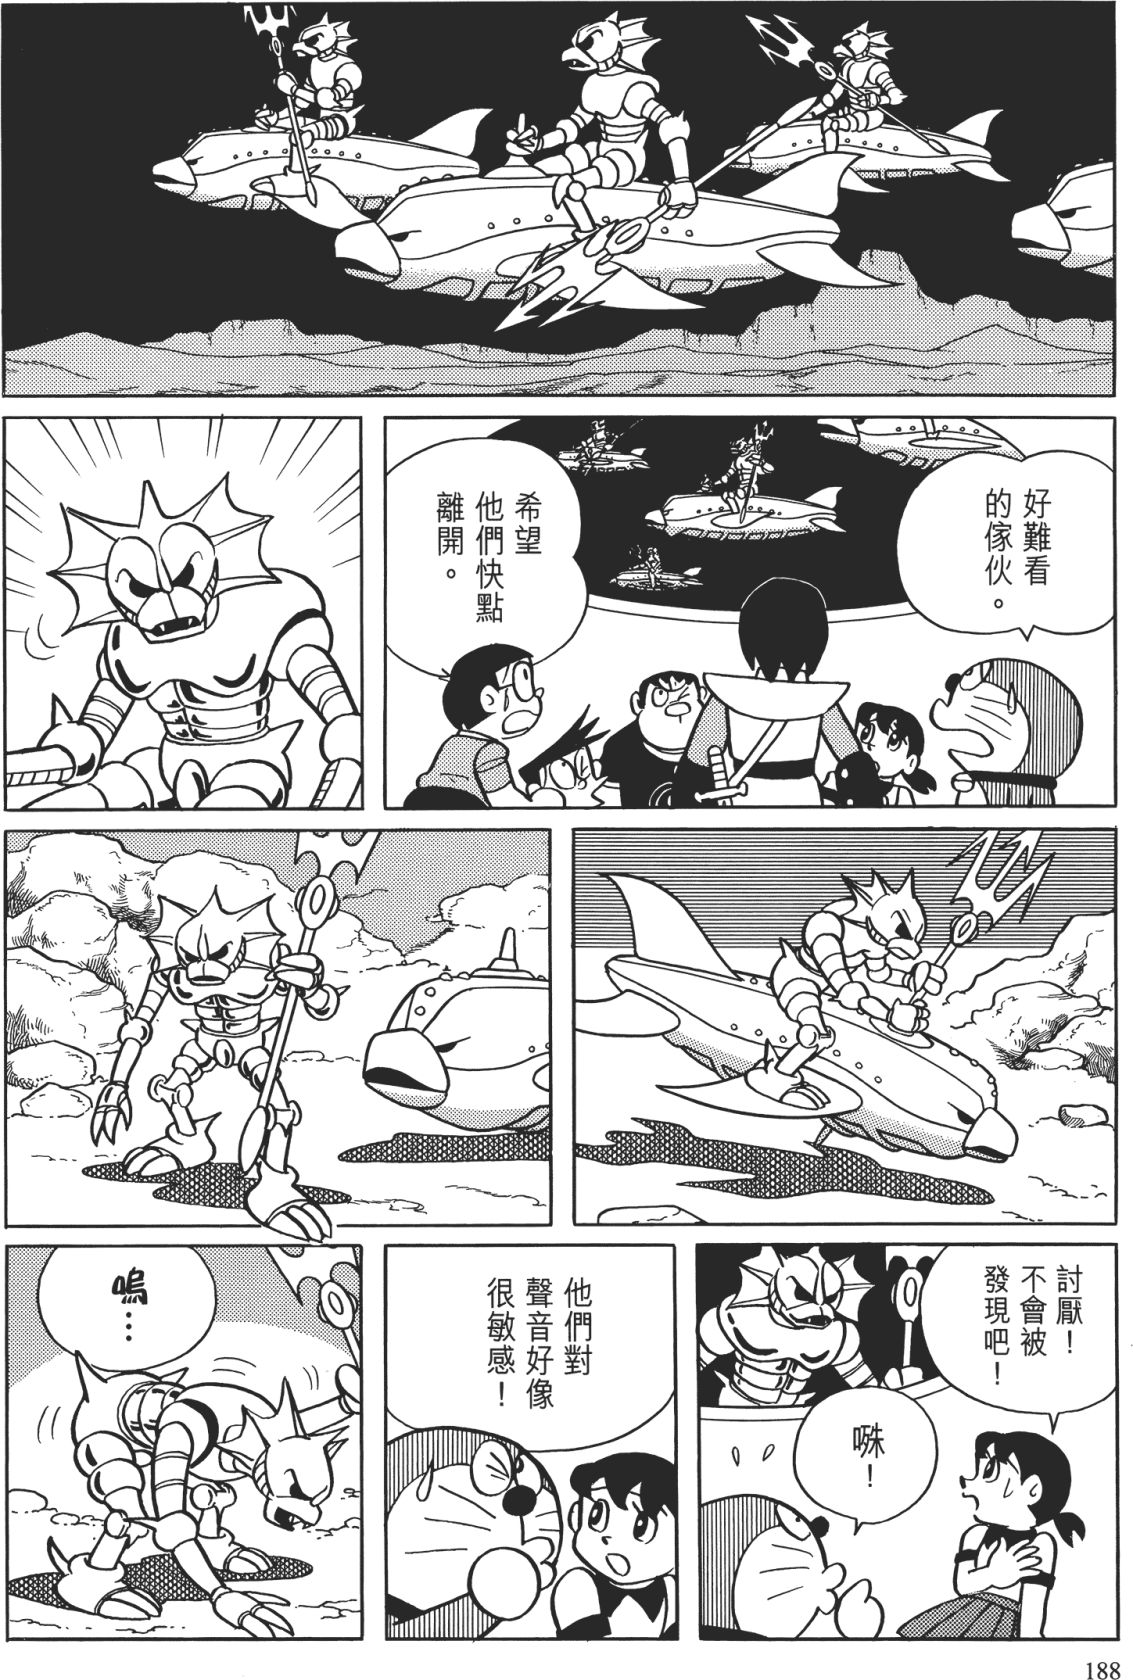 好難看
的傢伙。
希望
他們快點
離開。
討厭！
不會被
發現吧！
咻！
他們對
聲音好像
很敏感！
嗚…
188